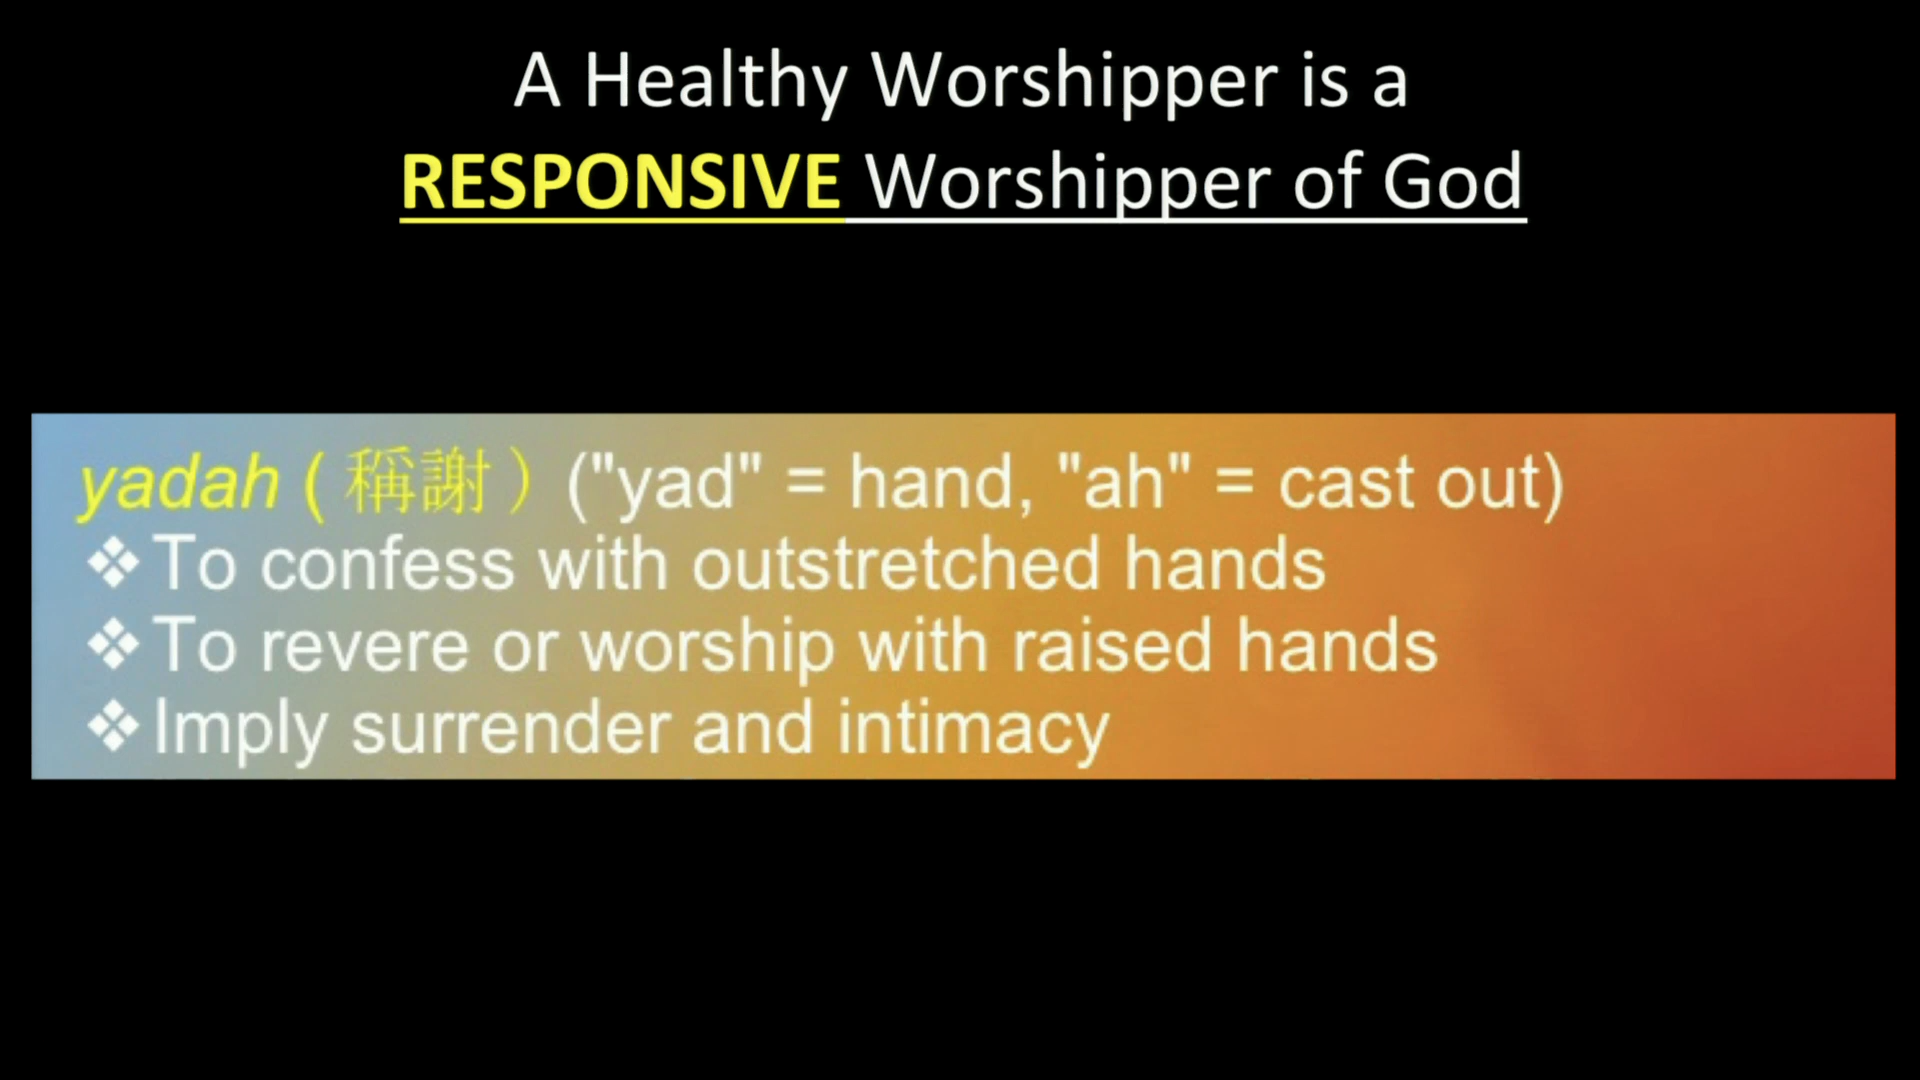 A Healthy Worshipper is a
RESPONSIVE Worshipper of God
yadah ( 稱謝 ） ("yad" = hand, "ah" = cast out)
❖To confess with outstretched hands
❖To revere or worship with raised hands
❖Imply surrender and intimacy